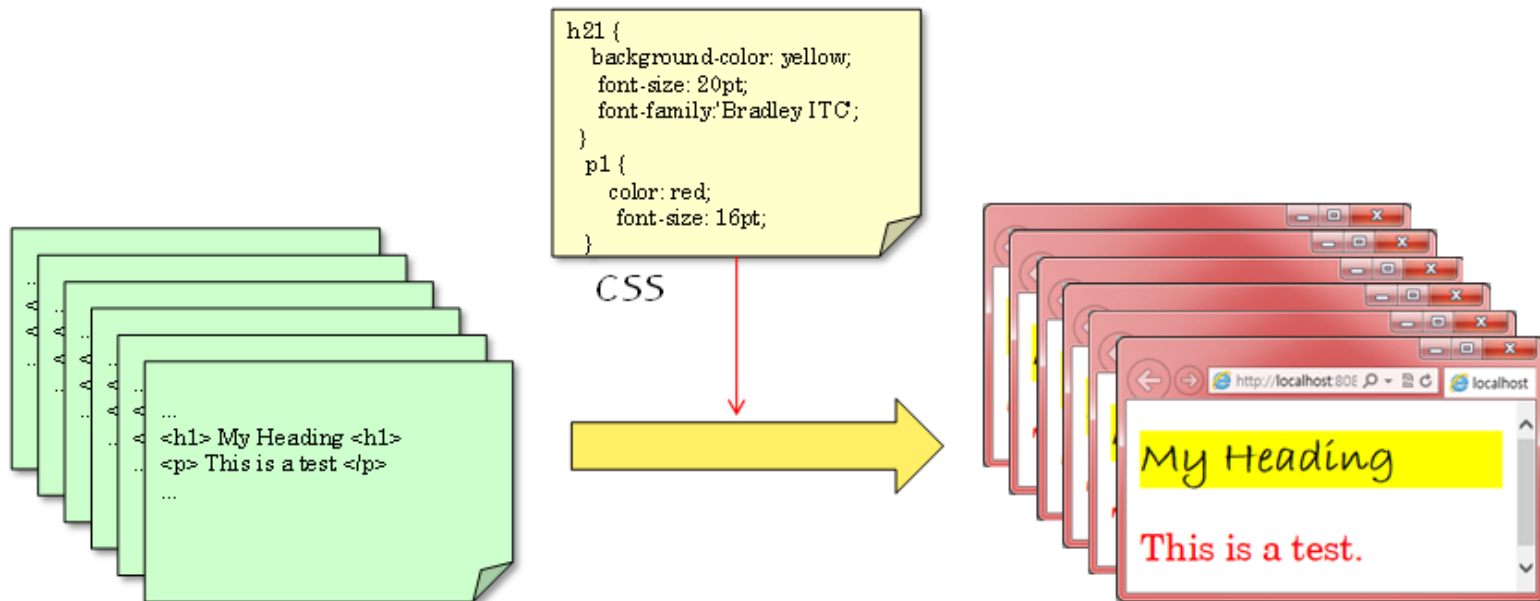 h21 {
background-color: yellow;
font-size: 20pt;
font-family:'Bradley ITC';
}
p1 {
color: red;
font-size: 16pt;
}
CSS
...
<h1> My Heading <h1>
<p> This is a test </p>
...
http://localhost:808
localhost
My Heading
This is a test.